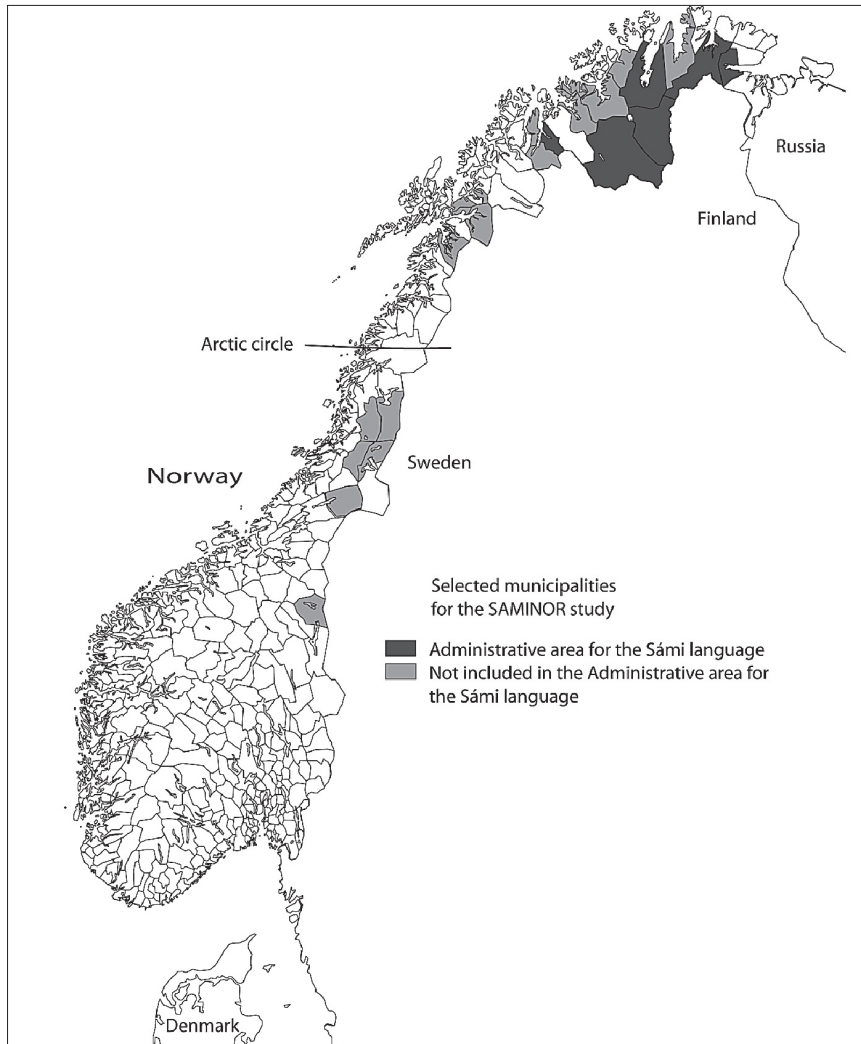 Russia
Finland
Arctic circle
Norway
Sweden
Selected municipalities
for the SAMINOR study
Administrative area for the Sámi language
Not included in the Administrative area for
the Sámi language
Denmark